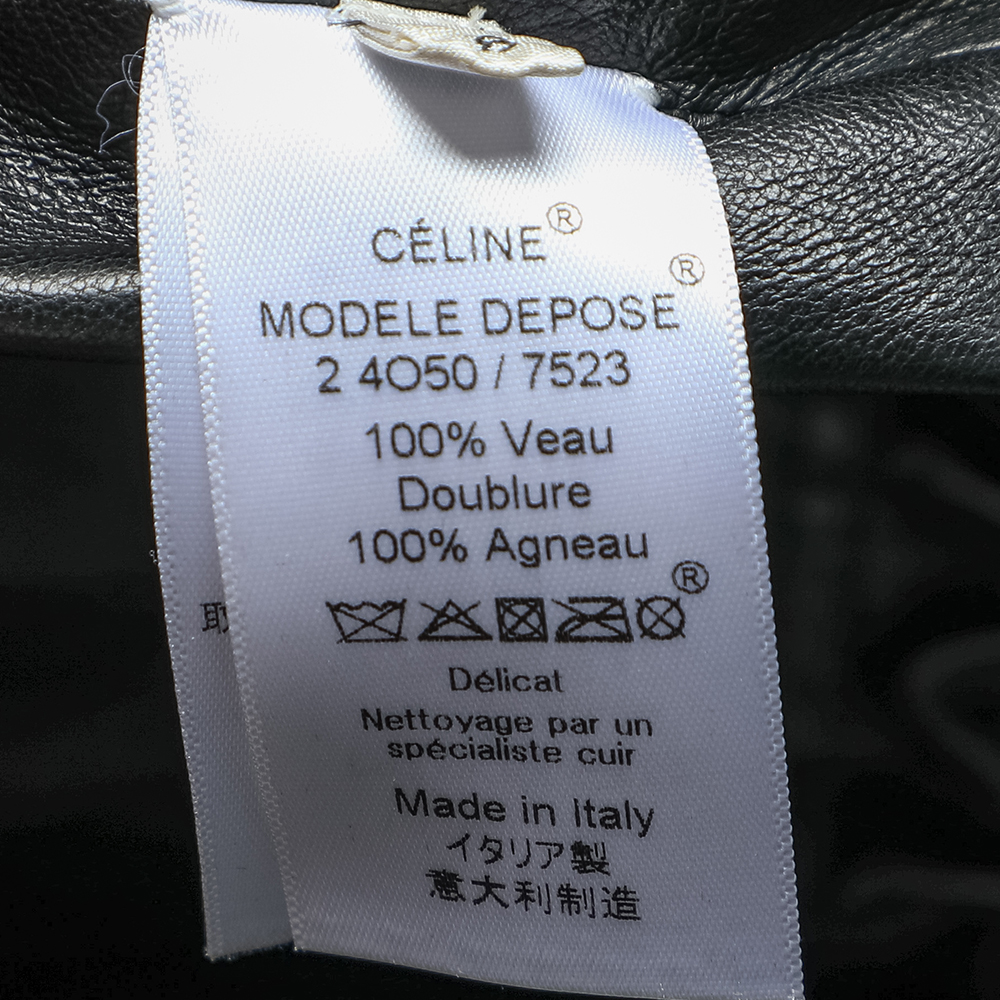 CÉLINE®
MODELE DEPOSE®
2 4O50 / 7523
100% Veau
Doublure
100% Agneau
®
取
Délicat
Nettoyage par un
spécialiste cuir
Made in Italy
イタリア製
意大利制造